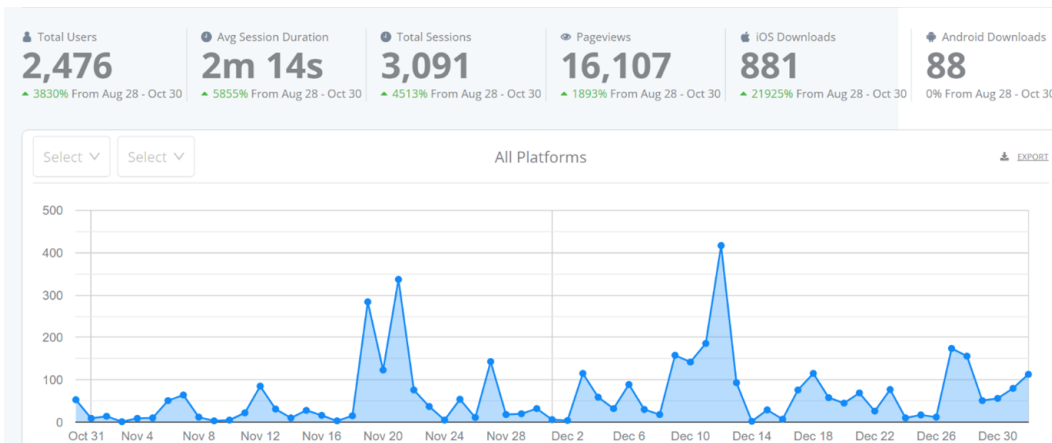 Total Users
2,476
3830% From Aug 28 - Oct 30
Avg Session Duration
2m 14s
5855% From Aug 28 - Oct 30
Total Sessions
3,091
4513% From Aug 28 - Oct 30
Pageviews
16,107
1893% From Aug 28 - Oct 30
iOS Downloads
881
21925% From Aug 28 - Oct 30
Android Downloads
88
0% From Aug 28 - Oct 30
Select
Select
All Platforms
EXPORT
500
400
300
200
100
0
Oct 31 Nov 4 Nov 8 Nov 12 Nov 16 Nov 20 Nov 24 Nov 28 Dec 2 Dec 6 Dec 10 Dec 14 Dec 18 Dec 22 Dec 26 Dec 30